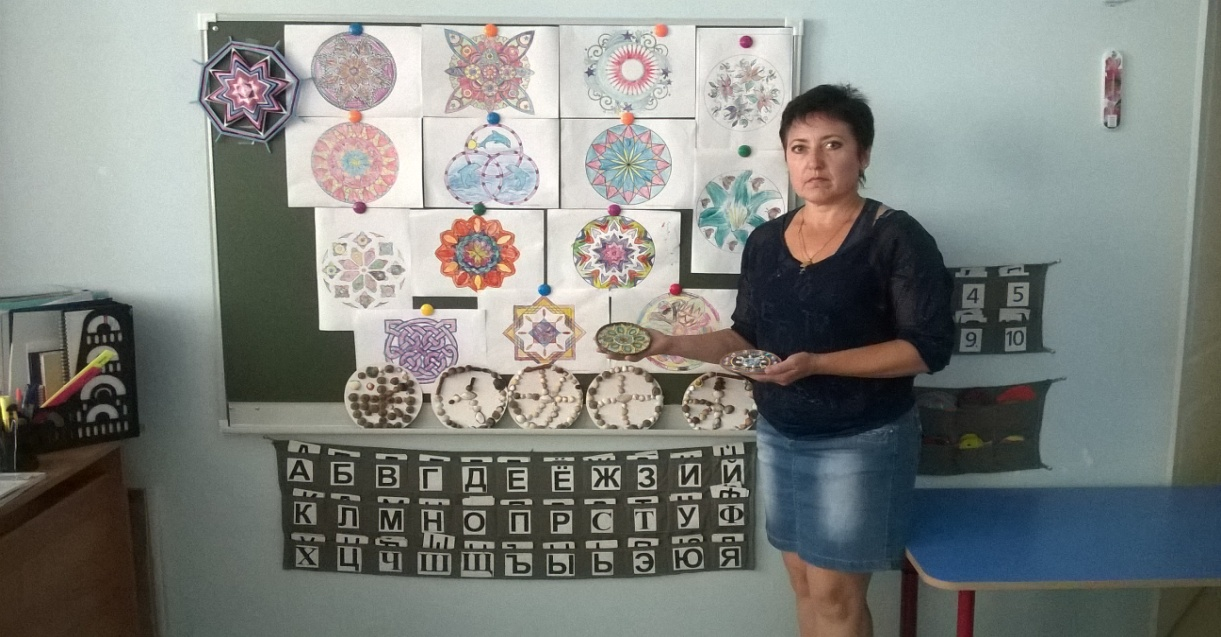 А Б В Г Д Е Ё Ж З И Й
К Л М Н О П Р С Т У Ф
Х Ц Ч Ш Щ Ъ Ы Ь Э Ю Я
4 5
9 10